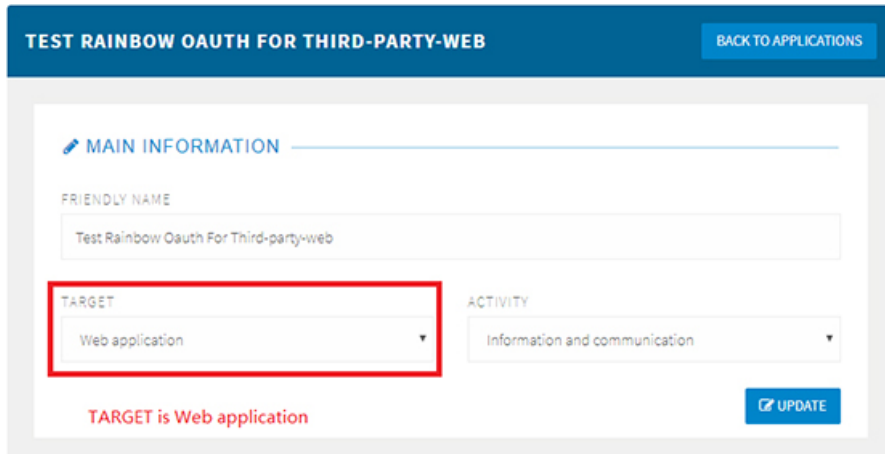 TEST RAINBOW OAUTH FOR THIRD-PARTY-WEB
BACK TO APPLICATIONS
MAIN INFORMATION
FRIENDLY NAME
Test Rainbow Oauth For Third-party-web
TARGET
ACTIVITY
Web application
Information and communication
TARGET is Web application
UPDATE